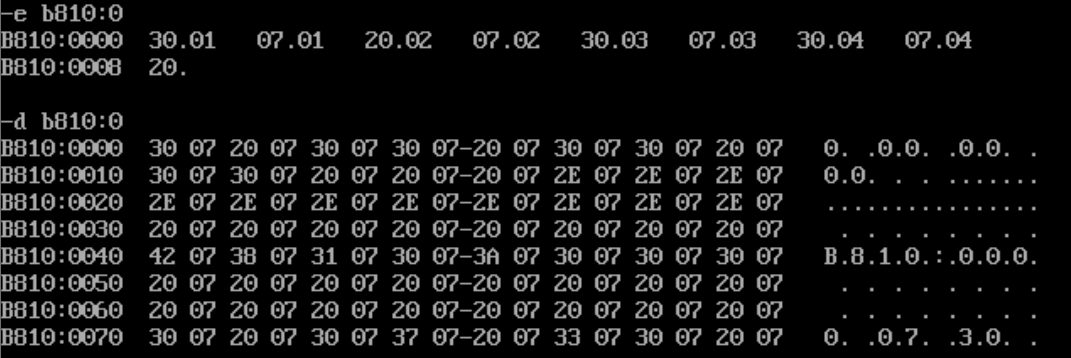 -e b810:0
B810:0000  30.01   07.01   20.02   07.02   30.03   07.03   30.04   07.04
B810:0008  20.
-d b810:0
B810:0000  30 07 20 07 30 07 30 07-20 07 30 07 30 07 20 07   0. .0.0. .0.0. .
B810:0010  30 07 30 07 20 07 20 07-20 07 2E 07 2E 07 2E 07   0.0. . . .......
B810:0020  2E 07 2E 07 2E 07 2E 07-2E 07 2E 07 2E 07 2E 07   ................
B810:0030  20 07 20 07 20 07 20 07-20 07 20 07 20 07 20 07    . . . . . . . .
B810:0040  42 07 38 07 31 07 30 07-3A 07 30 07 30 07 30 07   B.8.1.0.:.0.0.0.
B810:0050  20 07 20 07 20 07 20 07-20 07 20 07 20 07 20 07    . . . . . . . .
B810:0060  20 07 20 07 20 07 20 07-20 07 20 07 20 07 20 07    . . . . . . . .
B810:0070  30 07 20 07 30 07 37 07-20 07 33 07 30 07 20 07   0. .0.7. .3.0. .